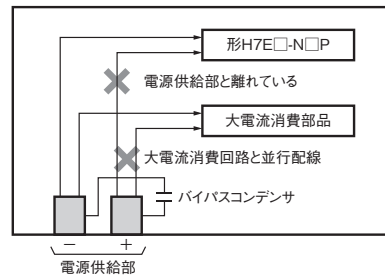 形H7E□-N□P
電源供給部と離れている
大電流消費部品
大電流消費回路と並行配線
バイパスコンデンサ
− +
電源供給部